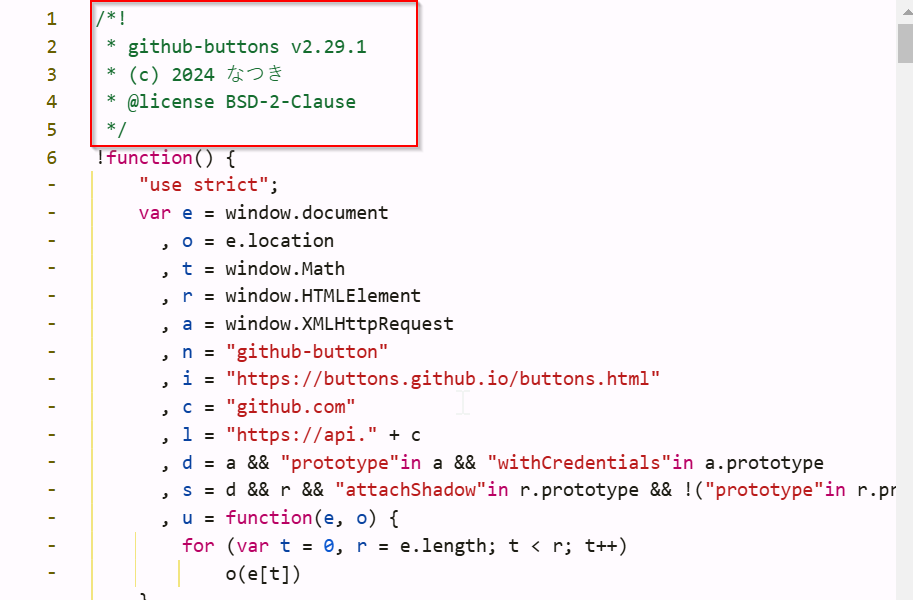 1 /*!
2 * github-buttons v2.29.1
3 * (c) 2024 なつき
4 * @license BSD-2-Clause
5 */
6 !function() {
- "use strict";
- var e = window.document
- , o = e.location
- , t = window.Math
- , r = window.HTMLElement
- , a = window.XMLHttpRequest
- , n = "github-button"
- , i = "https://buttons.github.io/buttons.html"
- , c = "github.com"
- , l = "https://api." + c
- , d = a && "prototype"in a && "withCredentials"in a.prototype
- , s = d && r && "attachShadow"in r.prototype && !("prototype"in r.pr
- , u = function(e, o) {
- for (var t = 0, r = e.length; t < r; t++)
- o(e[t])